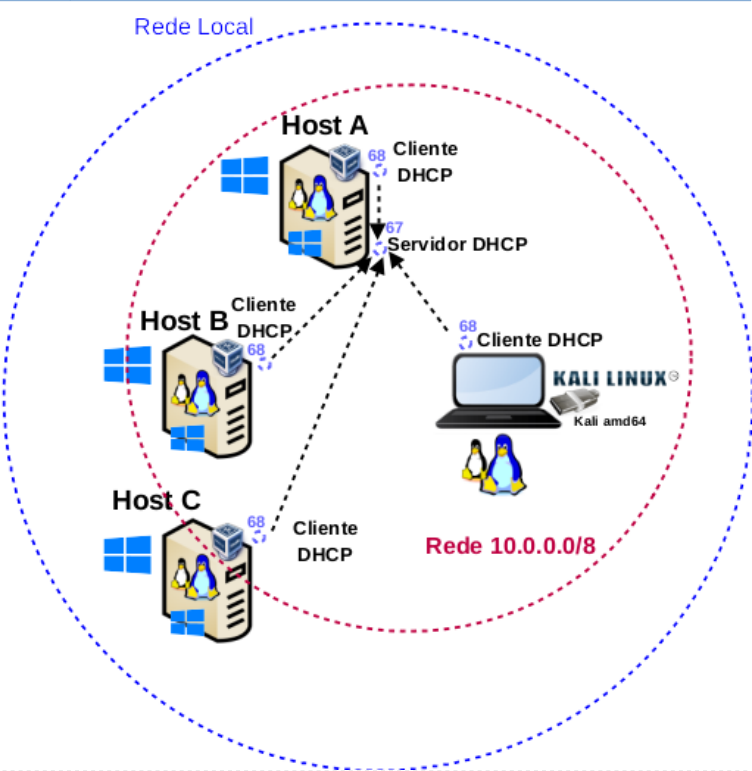 Rede Local
Host A
68
Cliente
DHCP
67
Servidor DHCP
Host B
Cliente
DHCP
68
68
Cliente DHCP
KALI LINUX
Kali amd64
Host C
68
Cliente
DHCP
Rede 10.0.0.0/8